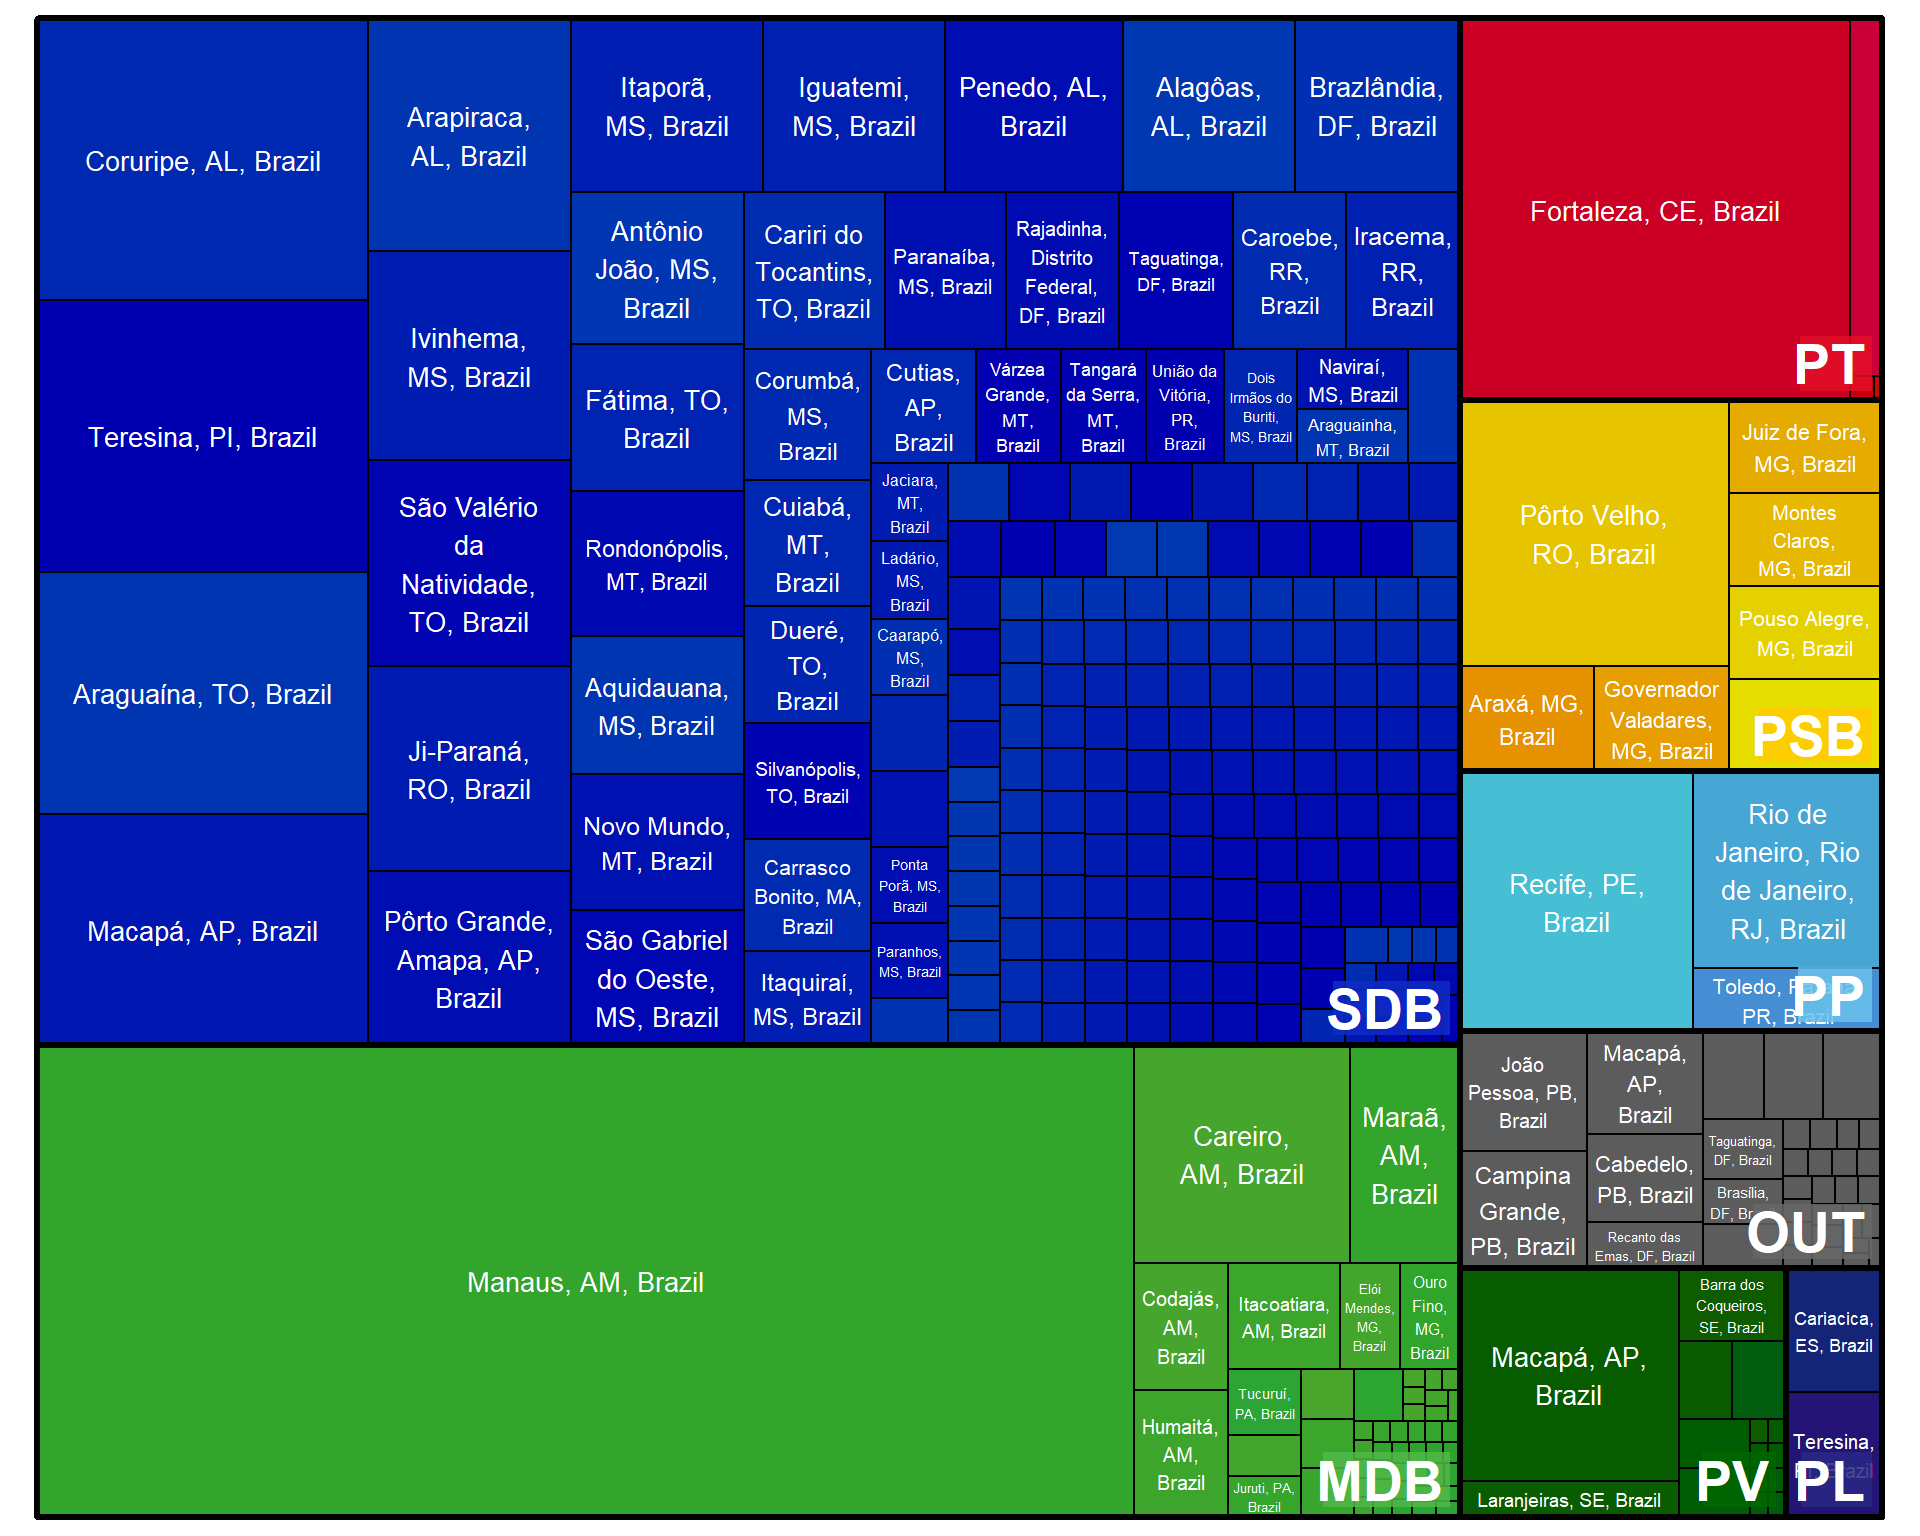 Coruripe, AL, Brazil
Teresina, PI, Brazil
Araguaína, TO, Brazil
Macapá, AP, Brazil
Arapiraca,
AL, Brazil
Ivinhema,
MS, Brazil
São Valério
da
Natividade,
TO, Brazil
Ji-Paraná,
RO, Brazil
Pôrto Grande,
Amapa, AP,
Brazil
Itaporã,
MS, Brazil
Iguatemi,
MS, Brazil
Penedo, AL,
Brazil
Alagôas,
AL, Brazil
Brazlândia,
DF, Brazil
Antônio
João, MS,
Brazil
Fátima, TO,
Brazil
Rondonópolis,
MT, Brazil
Aquidauana,
MS, Brazil
Novo Mundo,
MT, Brazil
São Gabriel
do Oeste,
MS, Brazil
Cariri do
Tocantins,
TO, Brazil
Paranaíba,
MS, Brazil
Rajadinha,
Distrito
Federal,
DF, Brazil
Taguatinga,
DF, Brazil
Caroebe,
RR,
Brazil
Iracema,
RR,
Brazil
Corumbá,
MS,
Brazil
Cuiabá,
MT,
Brazil
Dueré,
TO,
Brazil
Silvanópolis,
TO, Brazil
Carrasco
Bonito, MA,
Brazil
Itaquiraí,
MS, Brazil
Cutias,
AP,
Brazil
Várzea
Grande,
MT,
Brazil
Tangará
da Serra,
MT,
Brazil
União da
Vitória,
PR,
Brazil
Dois
Irmãos do
Buriti,
MS, Brazil
Naviraí,
MS, Brazil
Araguainha,
MT, Brazil
Jaciara,
MT,
Brazil
Ladário,
MS,
Brazil
Caarapó,
MS,
Brazil
Ponta
Porã, MS,
Brazil
Paranhos,
MS, Brazil
SDB
Manaus, AM, Brazil
Careiro,
AM, Brazil
Maraã,
AM,
Brazil
Codajás,
AM,
Brazil
Humaitá,
AM,
Brazil
Itacoatiara,
AM, Brazil
Elói
Mendes,
MG,
Brazil
Ouro
Fino,
MG,
Brazil
Tucuruí,
PA, Brazil
Juruti, PA,
Brazil
MDB
Fortaleza, CE, Brazil
PT
Pôrto Velho,
RO, Brazil
Juiz de Fora,
MG, Brazil
Montes
Claros,
MG, Brazil
Pouso Alegre,
MG, Brazil
Araxá, MG,
Brazil
Governador
Valadares,
MG, Brazil
PSB
Recife, PE,
Brazil
Rio de
Janeiro, Rio
de Janeiro,
RJ, Brazil
Toledo,
PR, Brazil
PP
João
Pessoa, PB,
Brazil
Campina
Grande,
PB, Brazil
Macapá,
AP,
Brazil
Cabedelo,
PB, Brazil
Recanto das
Emas, DF, Brazil
Taguatinga,
DF, Brazil
Brasília,
DF,
OUT
Macapá, AP,
Brazil
Laranjeiras, SE, Brazil
Barra dos
Coqueiros,
SE, Brazil
PV
Cariacica,
ES, Brazil
Teresina,
PL